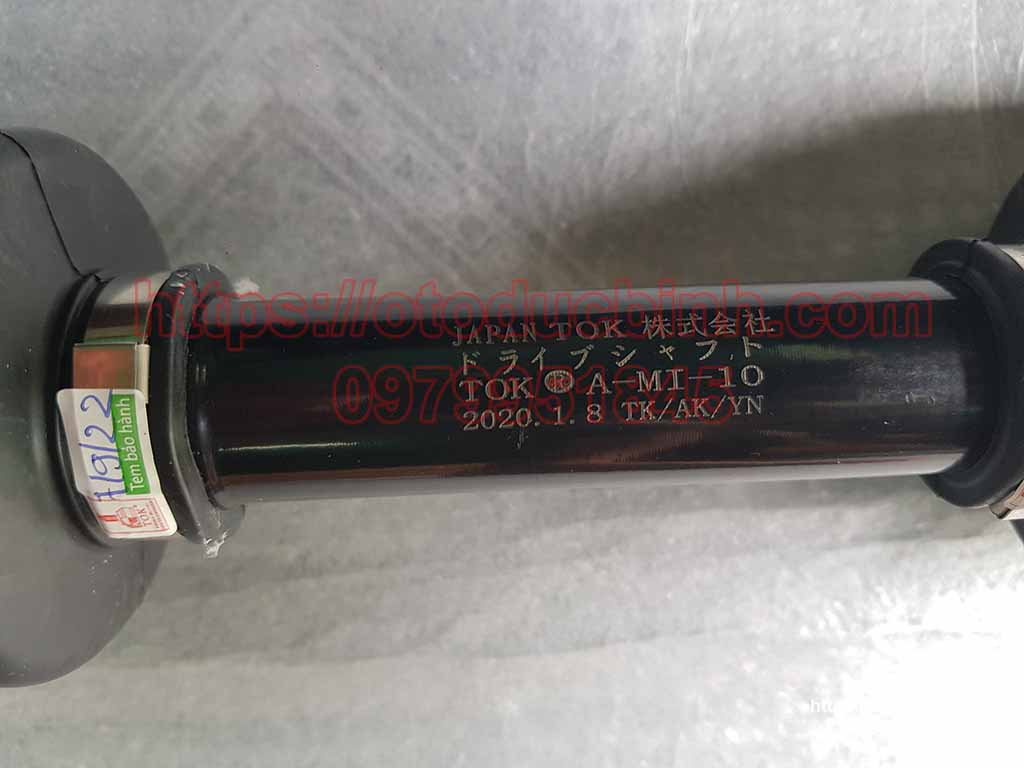 https://otoducbinh.com
JAPAN TOK 株式会社
ドライブシャフト
TOK ® A-MI-10
2020.1.8 TK/AK/YN
Tem bảo hành
TOK